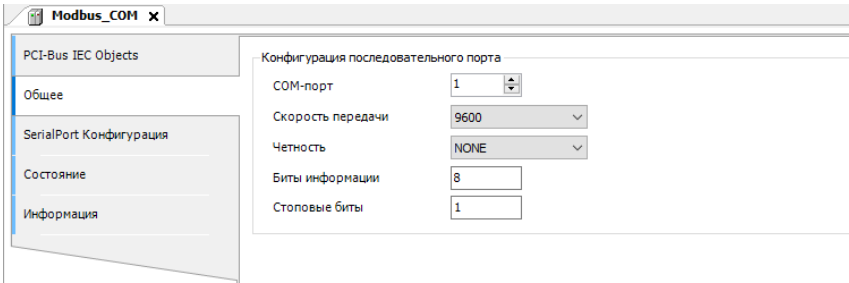 Modbus_COM x
PCI-Bus IEC Objects
Общее
SerialPort Конфигурация
Состояние
Информация
Конфигурация последовательного порта
COM-порт 1
Скорость передачи 9600
Четность NONE
Биты информации 8
Стоповые биты 1